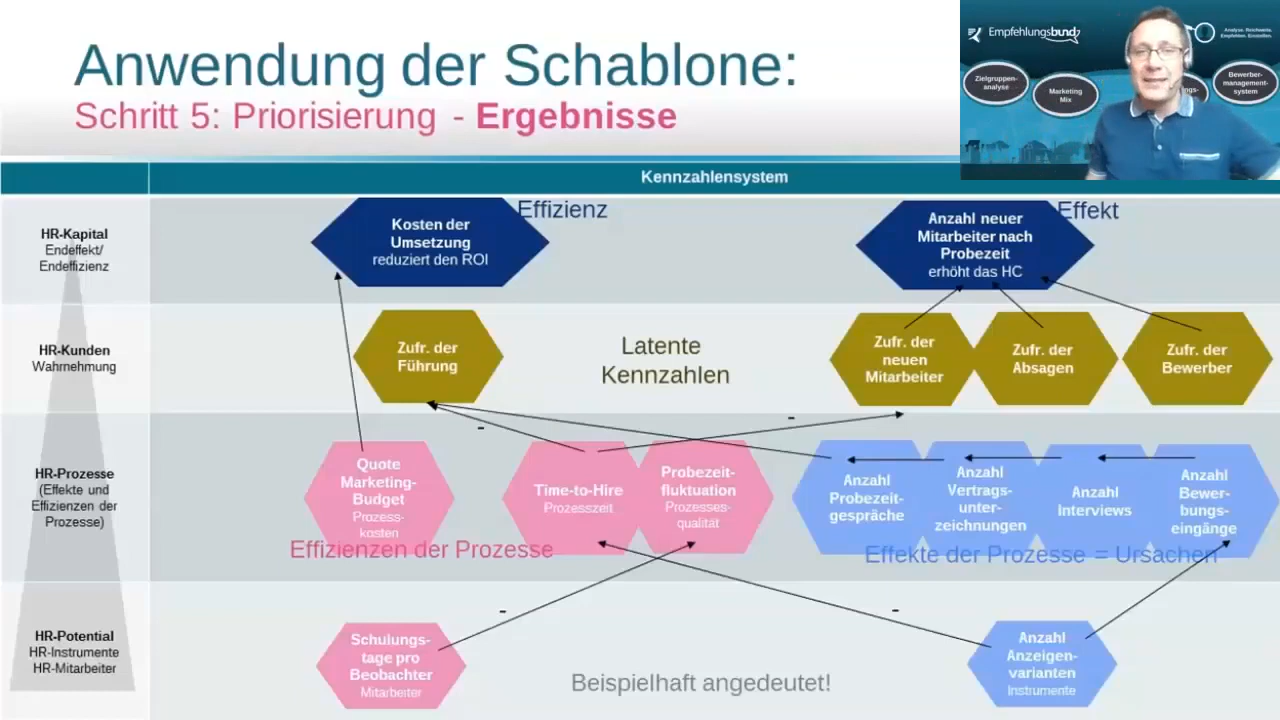 Anwendung der Schablone:
Schritt 5: Priorisierung - Ergebnisse
Empfehlungsbund
Analyse. Reichweite.
Empfehlen. Einstellen.
Zielgruppen-
analyse
Marketing
Mix
ngs-
Bewerber-
management-
system
Kennzahlensystem
HR-Kapital
Endeffekt/
Endeffizienz
Kosten der
Umsetzung
reduziert den ROI
Effizienz
Anzahl neuer
Mitarbeiter nach
Probezeit
erhöht das HC
Effekt
HR-Kunden
Wahrnehmung
Zufr. der
Führung
Latente
Kennzahlen
Zufr. der
neuen
Mitarbeiter
Zufr. der
Absagen
Zufr. der
Bewerber
-
-
HR-Prozesse
(Effekte und
Effizienzen der
Prozesse)
Quote
Marketing-
Budget
Prozess-
kosten
Time-to-Hire
Prozesszeit
Probezeit-
fluktuation
Prozesses-
qualität
Anzahl
Probezeit-
gespräche
Anzahl
Vertrags-
unter-
zeichnungen
Anzahl
Interviews
Anzahl
Bewer-
bungs-
eingänge
Effizienzen der Prozesse
Effekte der Prozesse = Ursachen
-
-
HR-Potential
HR-Instrumente
HR-Mitarbeiter
Schulungs-
tage pro
Beobachter
Mitarbeiter
Beispielhaft angedeutet!
Anzahl
Anzeigen-
varianten
Instrumente